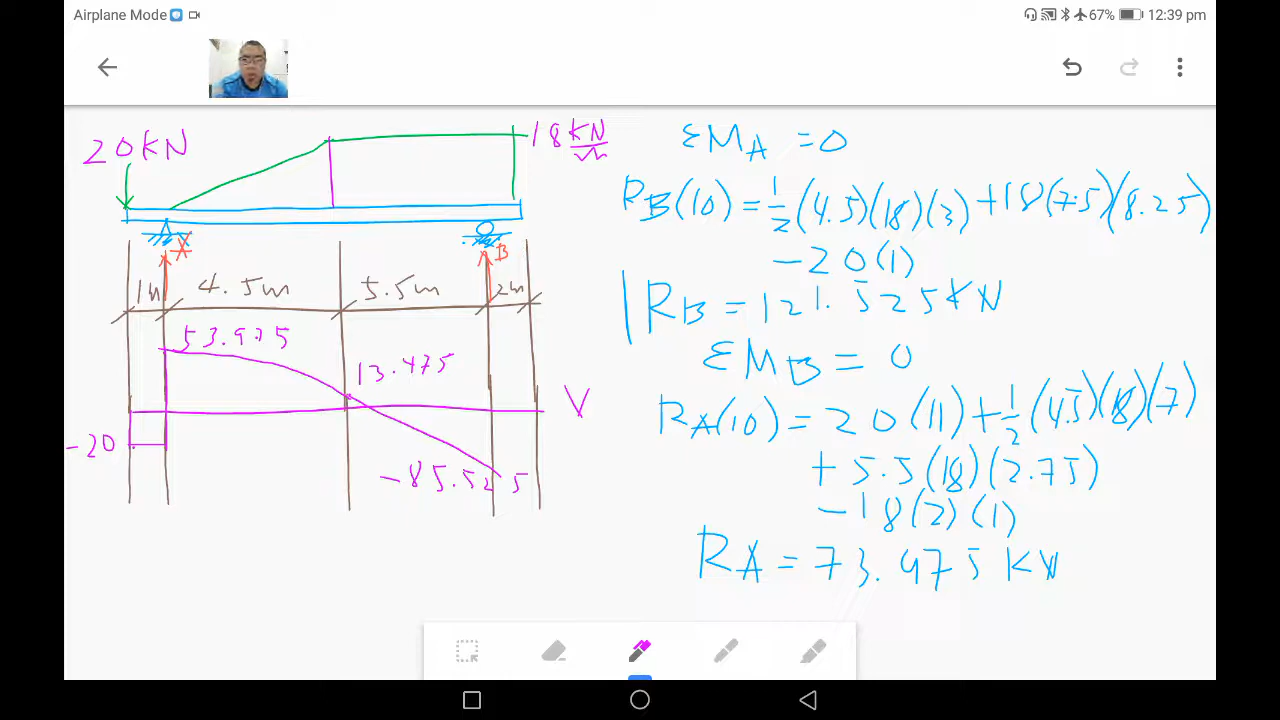 Airplane Mode 67% 12:39 pm
20KN
18 KN/m
A
B
1m 4.5m 5.5m 2m
53.975
13.475
V
-20
-85.525
ΣMA =0
RB(10) = 1/2 (4.5)(18)(3) +18(7.5)(8.25)
-20(1)
RB = 121.525KN
ΣMB = 0
RA(10) = 20(11) + 1/2 (4.5)(18)(7)
+ 5.5(18)(2.75)
-18(2)(1)
RA = 73.975 KN